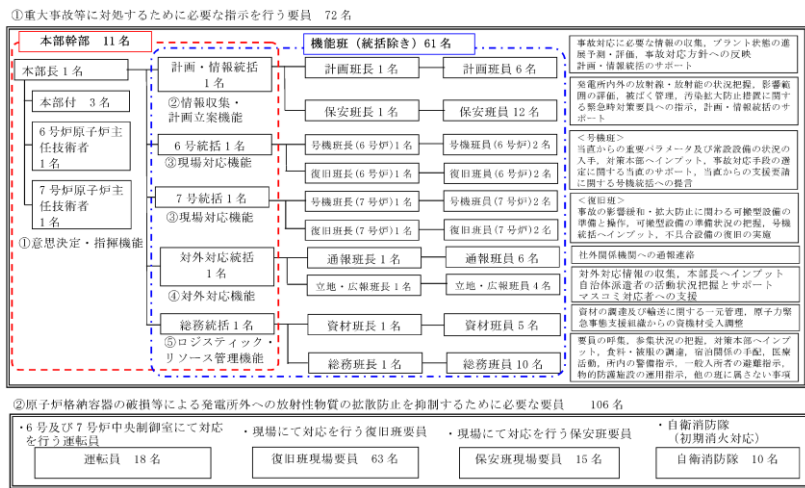 ①重大事故等に対処するために必要な指示を行う要員　72 名
本部幹部　11 名
機能班（統括除き）61 名
本部長 1 名
本部付　3 名
6 号炉原子炉主
任技術者
1 名
7 号炉原子炉主
任技術者
1 名
①意思決定・指揮機能
計画・情報統括
1 名
②情報収集・
計画立案機能
計画班長 1 名
計画班員 6 名
保安班長 1 名
保安班員 12 名
6 号統括 1 名
③現場対応機能
号機班長(6 号炉) 1 名
号機班員(6 号炉) 2 名
復旧班長(6 号炉) 1 名
復旧班員(6 号炉) 2 名
7 号統括 1 名
③現場対応機能
号機班長(7 号炉) 1 名
号機班員(7 号炉) 2 名
復旧班長(7 号炉) 1 名
復旧班員(7 号炉) 2 名
対外対応統括
1 名
④対外対応機能
通報班長 1 名
通報班員 6 名
立地・広報班長 1 名
立地・広報班員 4 名
総務統括 1 名
⑤ロジスティック・
リソース管理機能
資材班長 1 名
資材班員 5 名
総務班長 1 名
総務班員 10 名
事故対応に必要な情報の収集，プラント状態の進
展予測・評価，事故対応方針への反映
計画・情報統括のサポート
発電所内外の放射線・放射能の状況把握，影響範
囲の評価，被ばく管理，汚染拡大防止措置に関す
る緊急時対策要員への指示，計画・情報統括のサ
ポート
＜号機班＞
当直からの重要パラメータ及び常設設備の状況の
入手，対策本部へインプット，事故対応手段の選
定に関する当直のサポート，当直からの支援要請
に関する号機統括への提言
＜復旧班＞
事故の影響緩和・拡大防止に関わる可搬型設備の
準備と操作，可搬型設備の準備状況の把握，号機
統括へインプット，不具合設備の復旧の実施
社外関係機関への通報連絡
対外対応情報の収集，本部長へインプット
自治体派遣者の活動状況把握とサポート
マスコミ対応者への支援
資材の調達及び輸送に関する一元管理，原子力緊
急事態支援組織からの資機材受入調整
要員の呼集，参集状況の把握，対策本部へインプ
ット，食料・被服の調達，宿泊関係の手配，医療
活動，所内の警備指示，一般入所者の避難指示，
物的防護施設の運用指示，他の班に属さない事項
②原子炉格納容器の破損等による発電所外への放射性物質の拡散防止を抑制するために必要な要員　106 名
・6 号及び 7 号炉中央制御室にて対応
を行う運転員
運転員　18 名
・現場にて対応を行う復旧班要員
復旧班現場要員　63 名
・現場にて対応を行う保安班要員
保安班現場要員　15 名
・自衛消防隊
（初期消火対応）
自衛消防隊　10 名